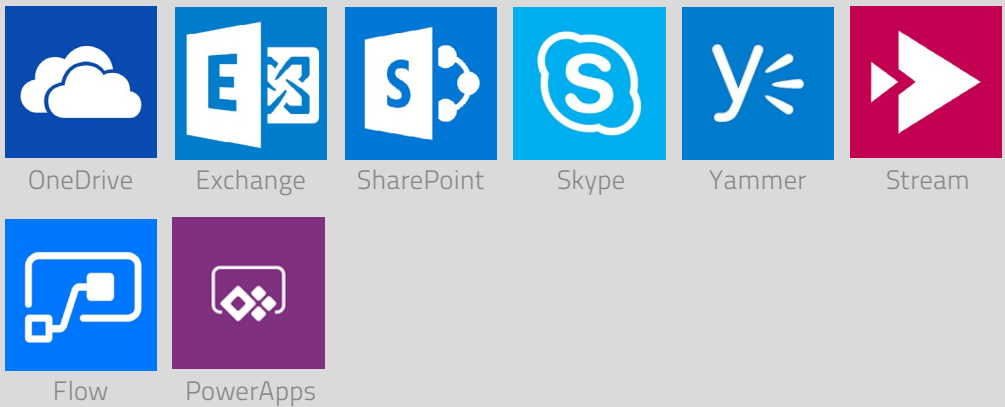 E
S
S
y
OneDrive Exchange SharePoint Skype Yammer Stream
Flow PowerApps